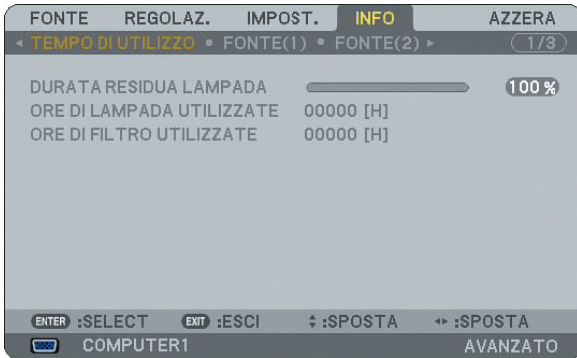 FONTE REGOLAZ. IMPOST. INFO AZZERA
TEMPO DI UTILIZZO • FONTE(1) • FONTE(2) 1/3
DURATA RESIDUA LAMPADA 100 %
ORE DI LAMPADA UTILIZZATE 00000 [H]
ORE DI FILTRO UTILIZZATE 00000 [H]
ENTER :SELECT EXIT :ESCI :SPOSTA :SPOSTA
COMPUTER1 AVANZATO